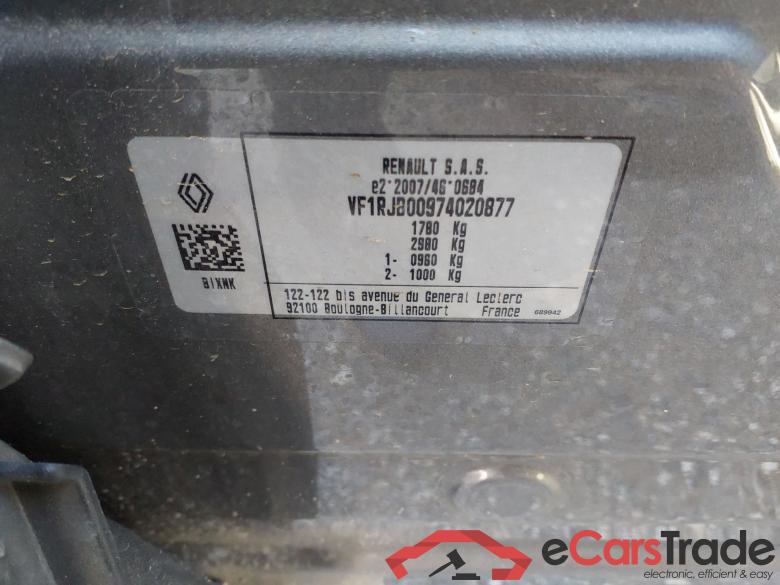 RENAULT S.A.S.
e2*2007/46*0684
VF1RJB00974020877
1780 Kg
2980 Kg
1- 0960 Kg
2- 1000 Kg
BIXNK
122-122 bis avenue du General Leclerc
92100 Boulogne-Billancourt France
689942
eCarsTrade
electronic, efficient & easy